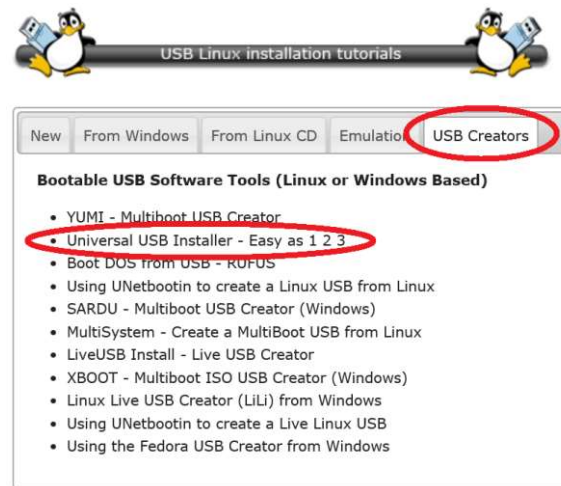 USB Linux installation tutorials
New From Windows From Linux CD Emulation USB Creators
Bootable USB Software Tools (Linux or Windows Based)
• YUMI - Multiboot USB Creator
• Universal USB Installer - Easy as 1 2 3
• Boot DOS from USB - RUFUS
• Using UNetbootin to create a Linux USB from Linux
• SARDU - Multiboot USB Creator (Windows)
• MultiSystem - Create a MultiBoot USB from Linux
• LiveUSB Install - Live USB Creator
• XBOOT - Multiboot ISO USB Creator (Windows)
• Linux Live USB Creator (LiLi) from Windows
• Using UNetbootin to create a Live Linux USB
• Using the Fedora USB Creator from Windows